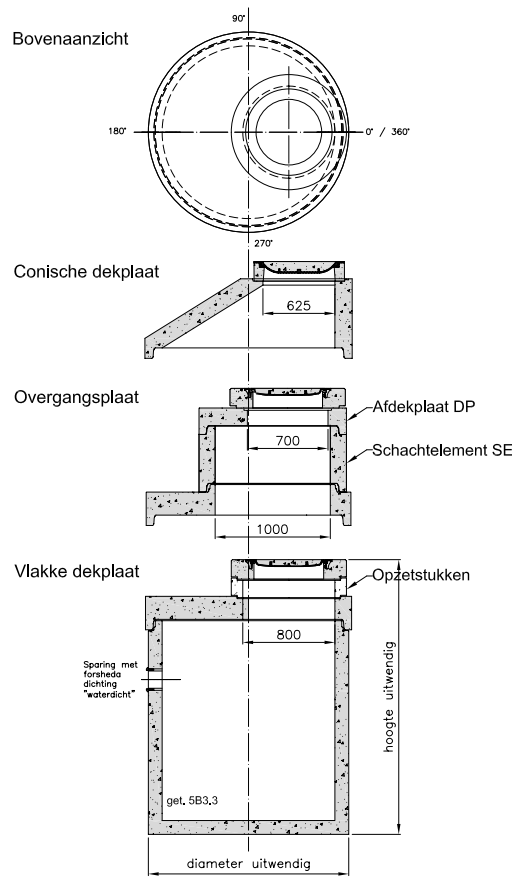 Bovenaanzicht
90°
180°
0° / 360°
270°
Conische dekplaat
625
Overgangsplaat
Afdekplaat DP
700
Schachtelement SE
1000
Vlakke dekplaat
Opzetstukken
800
Sparing met
forsheda
dichting
"waterdicht"
hoogte uitwendig
get. 5B3.3
diameter uitwendig